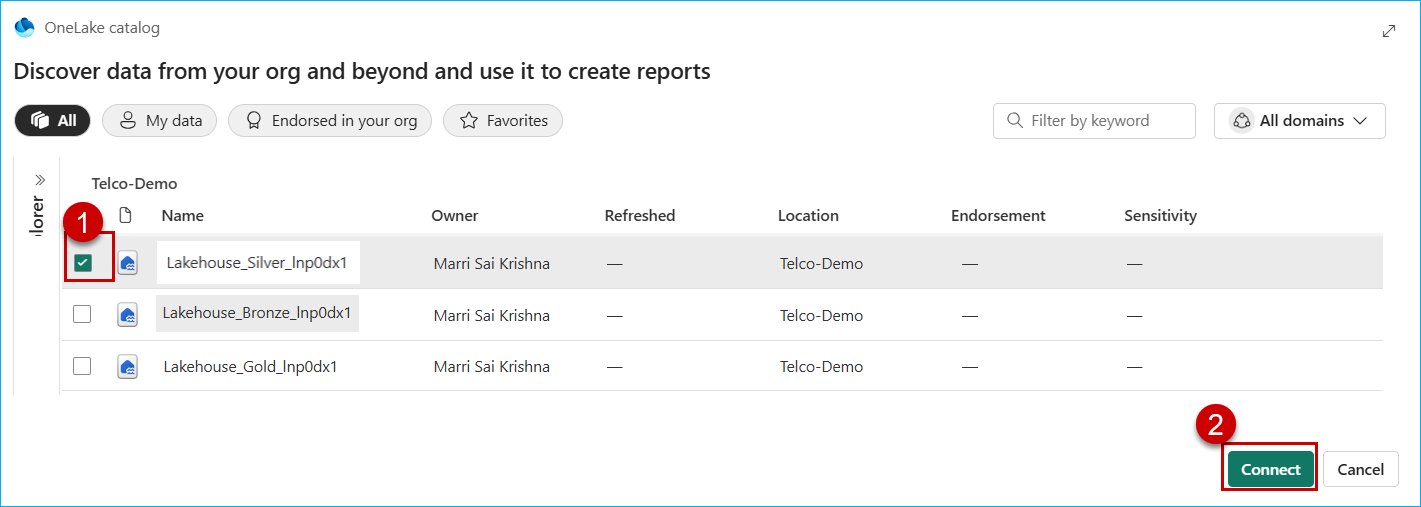 OneLake catalog
Discover data from your org and beyond and use it to create reports
All My data Endorsed in your org Favorites Filter by keyword All domains
lorer
Telco-Demo
1
Name Owner Refreshed Location Endorsement Sensitivity
Lakehouse_Silver_lnp0dx1 Marri Sai Krishna — Telco-Demo — —
Lakehouse_Bronze_lnp0dx1 Marri Sai Krishna — Telco-Demo — —
Lakehouse_Gold_lnp0dx1 Marri Sai Krishna — Telco-Demo — —
2
Connect Cancel